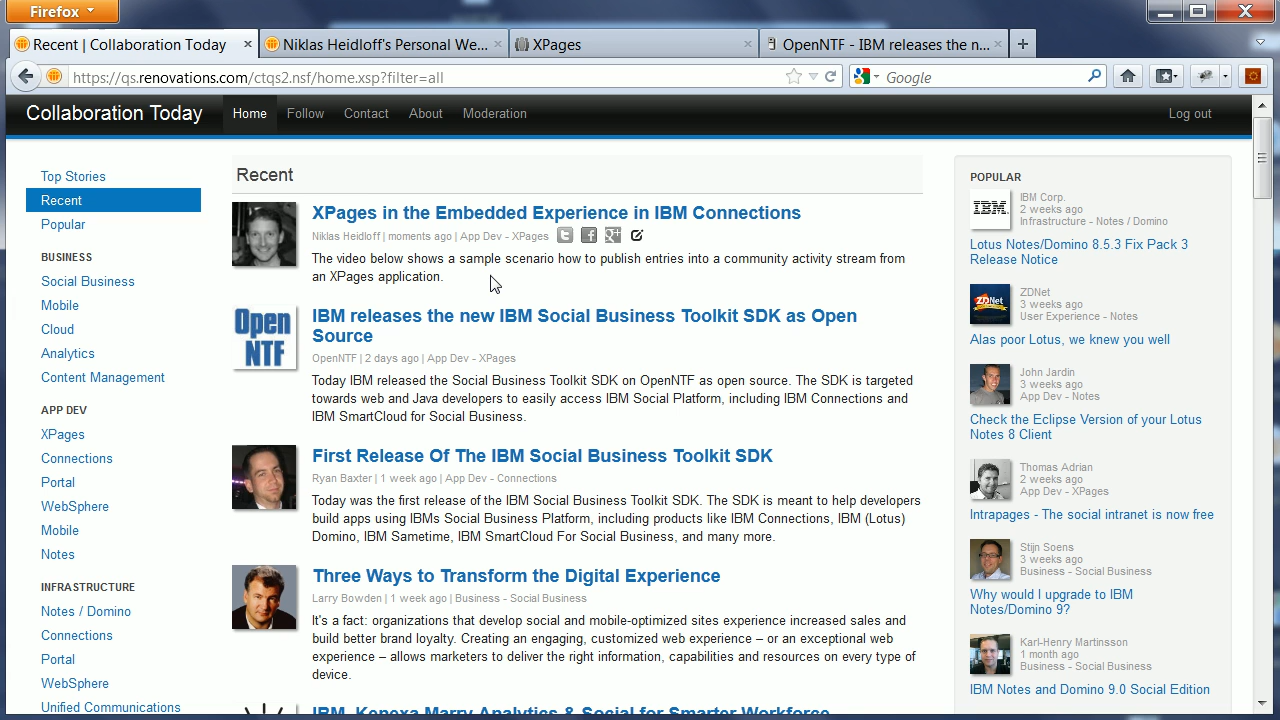 Firefox
Recent | Collaboration Today
Niklas Heidloff's Personal We...
XPages
OpenNTF - IBM releases the n...
https://qs.renovations.com/ctqs2.nsf/home.xsp?filter=all
Google
Collaboration Today
Home
Follow
Contact
About
Moderation
Log out
Top Stories
Recent
Popular
BUSINESS
Social Business
Mobile
Cloud
Analytics
Content Management
APP DEV
XPages
Connections
Portal
WebSphere
Mobile
Notes
INFRASTRUCTURE
Notes / Domino
Connections
Portal
WebSphere
Unified Communications
Recent
XPages in the Embedded Experience in IBM Connections
Niklas Heidloff | moments ago | App Dev - XPages
The video below shows a sample scenario how to publish entries into a community activity stream from
an XPages application.
Open
NTF
IBM releases the new IBM Social Business Toolkit SDK as Open
Source
OpenNTF | 2 days ago | App Dev - XPages
Today IBM released the Social Business Toolkit SDK on OpenNTF as open source. The SDK is targeted
towards web and Java developers to easily access IBM Social Platform, including IBM Connections and
IBM SmartCloud for Social Business.
First Release Of The IBM Social Business Toolkit SDK
Ryan Baxter | 1 week ago | App Dev - Connections
Today was the first release of the IBM Social Business Toolkit SDK. The SDK is meant to help developers
build apps using IBMs Social Business Platform, including products like IBM Connections, IBM (Lotus)
Domino, IBM Sametime, IBM SmartCloud For Social Business, and many more.
Three Ways to Transform the Digital Experience
Larry Bowden | 1 week ago | Business - Social Business
It's a fact: organizations that develop social and mobile-optimized sites experience increased sales and
build better brand loyalty. Creating an engaging, customized web experience – or an exceptional web
experience – allows marketers to deliver the right information, capabilities and resources on every type of
device.
IBM, Kenexa Marry Analytics & Social for Smarter Workforce
POPULAR
IBM
IBM Corp.
2 weeks ago
Infrastructure - Notes / Domino
Lotus Notes/Domino 8.5.3 Fix Pack 3
Release Notice
ZDNet
ZDNet
3 weeks ago
User Experience - Notes
Alas poor Lotus, we knew you well
John Jardin
3 weeks ago
App Dev - Notes
Check the Eclipse Version of your Lotus
Notes 8 Client
Thomas Adrian
2 weeks ago
App Dev - XPages
Intrapages - The social intranet is now free
Stijn Soens
3 weeks ago
Business - Social Business
Why would I upgrade to IBM
Notes/Domino 9?
Karl-Henry Martinsson
1 month ago
Business - Social Business
IBM Notes and Domino 9.0 Social Edition